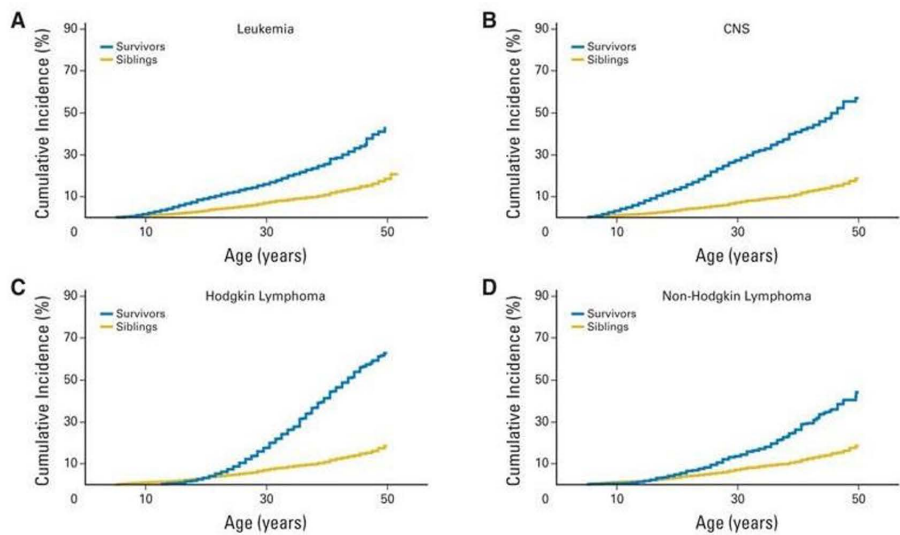 A
Leukemia
Survivors
Siblings
Cumulative Incidence (%)
90
70
50
30
10
0
10
30
50
Age (years)
B
CNS
Survivors
Siblings
Cumulative Incidence (%)
90
70
50
30
10
0
10
30
50
Age (years)
C
Hodgkin Lymphoma
Survivors
Siblings
Cumulative Incidence (%)
90
70
50
30
10
0
10
30
50
Age (years)
D
Non-Hodgkin Lymphoma
Survivors
Siblings
Cumulative Incidence (%)
90
70
50
30
10
0
10
30
50
Age (years)